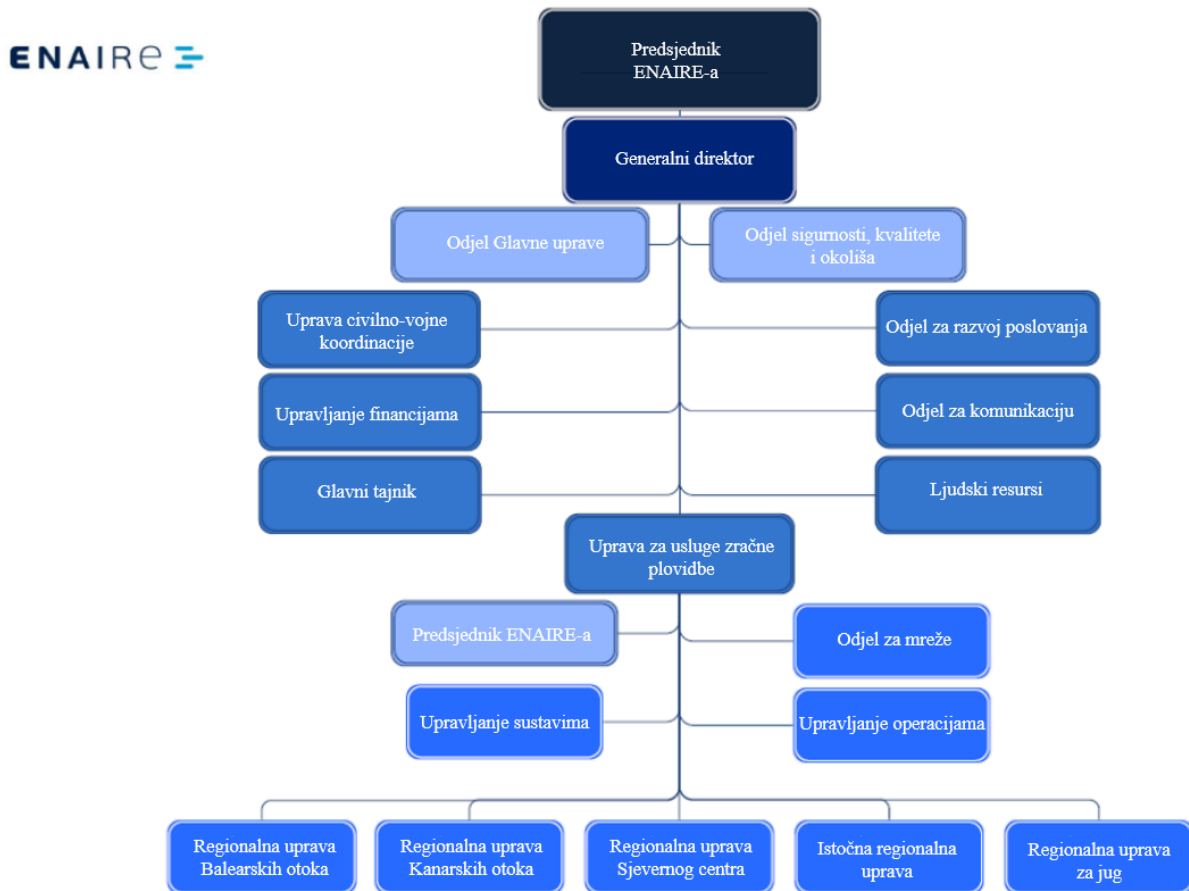 ENAIRe
Predsjednik
ENAIRE-a
Generalni direktor
Odjel Glavne uprave
Odjel sigurnosti, kvalitete
i okoliša
Uprava civilno-vojne
koordinacije
Odjel za razvoj poslovanja
Upravljanje financijama
Odjel za komunikaciju
Glavni tajnik
Ljudski resursi
Uprava za usluge zračne
plovidbe
Predsjednik ENAIRE-a
Odjel za mreže
Upravljanje sustavima
Upravljanje operacijama
Regionalna uprava
Balearskih otoka
Regionalna uprava
Kanarskih otoka
Regionalna uprava
Sjevernog centra
Istočna regionalna
uprava
Regionalna uprava
za jug